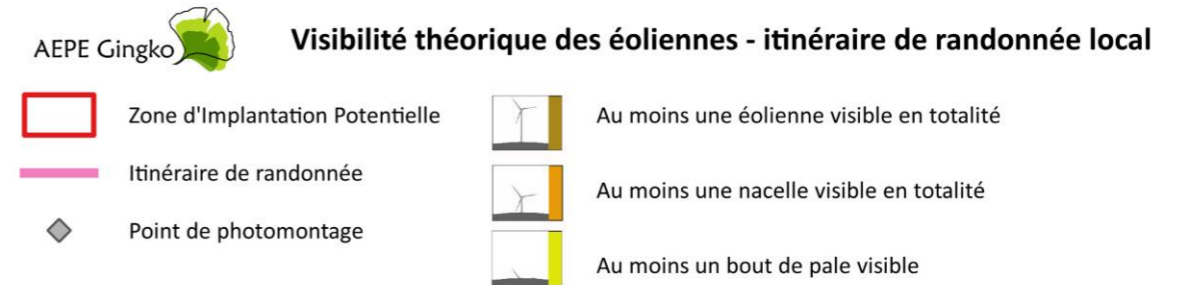 AEPE Gingko
Visibilité théorique des éoliennes - itinéraire de randonnée local
Zone d'Implantation Potentielle
Itinéraire de randonnée
Point de photomontage
Au moins une éolienne visible en totalité
Au moins une nacelle visible en totalité
Au moins un bout de pale visible